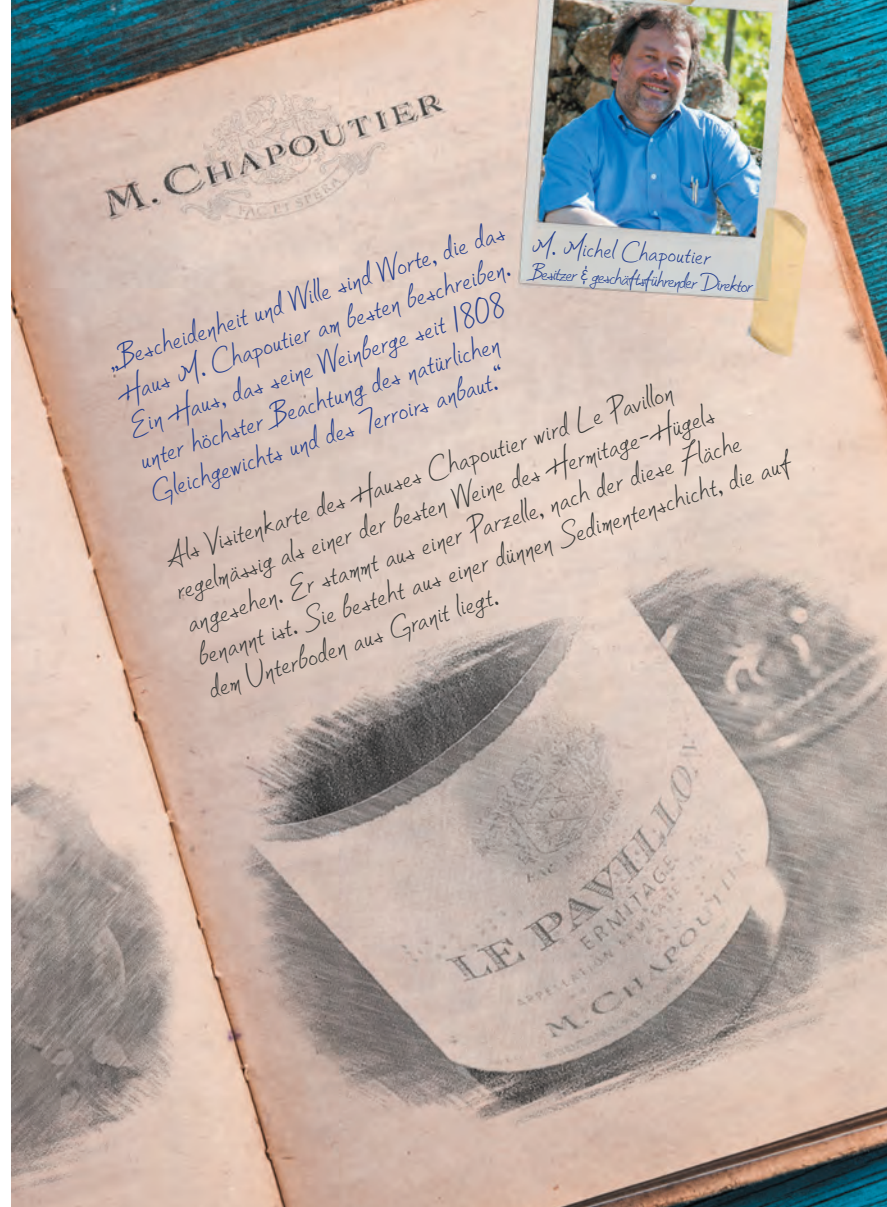 M. CHAPOUTIER
FAC ET SPERA
M. Michel Chapoutier
Besitzer & geschäftsführender Direktor
„Bescheidenheit und Wille sind Worte, die das
Haus M. Chapoutier am besten beschreiben.
Ein Haus, das seine Weinberge seit 1808
unter höchster Beachtung des natürlichen
Gleichgewichts und des Terroirs anbaut.“
Als Visitenkarte des Hauses Chapoutier wird Le Pavillon
regelmässig als einer der besten Weine des Hermitage-Hügels
angesehen. Er stammt aus einer Parzelle, nach der diese Fläche
benannt ist. Sie besteht aus einer dünnen Sedimentenschicht, die auf
dem Unterboden aus Granit liegt.
LE PAVILLON
ERMITAGE
APPELLATION ERMITAGE
M. CHAPOUTIER